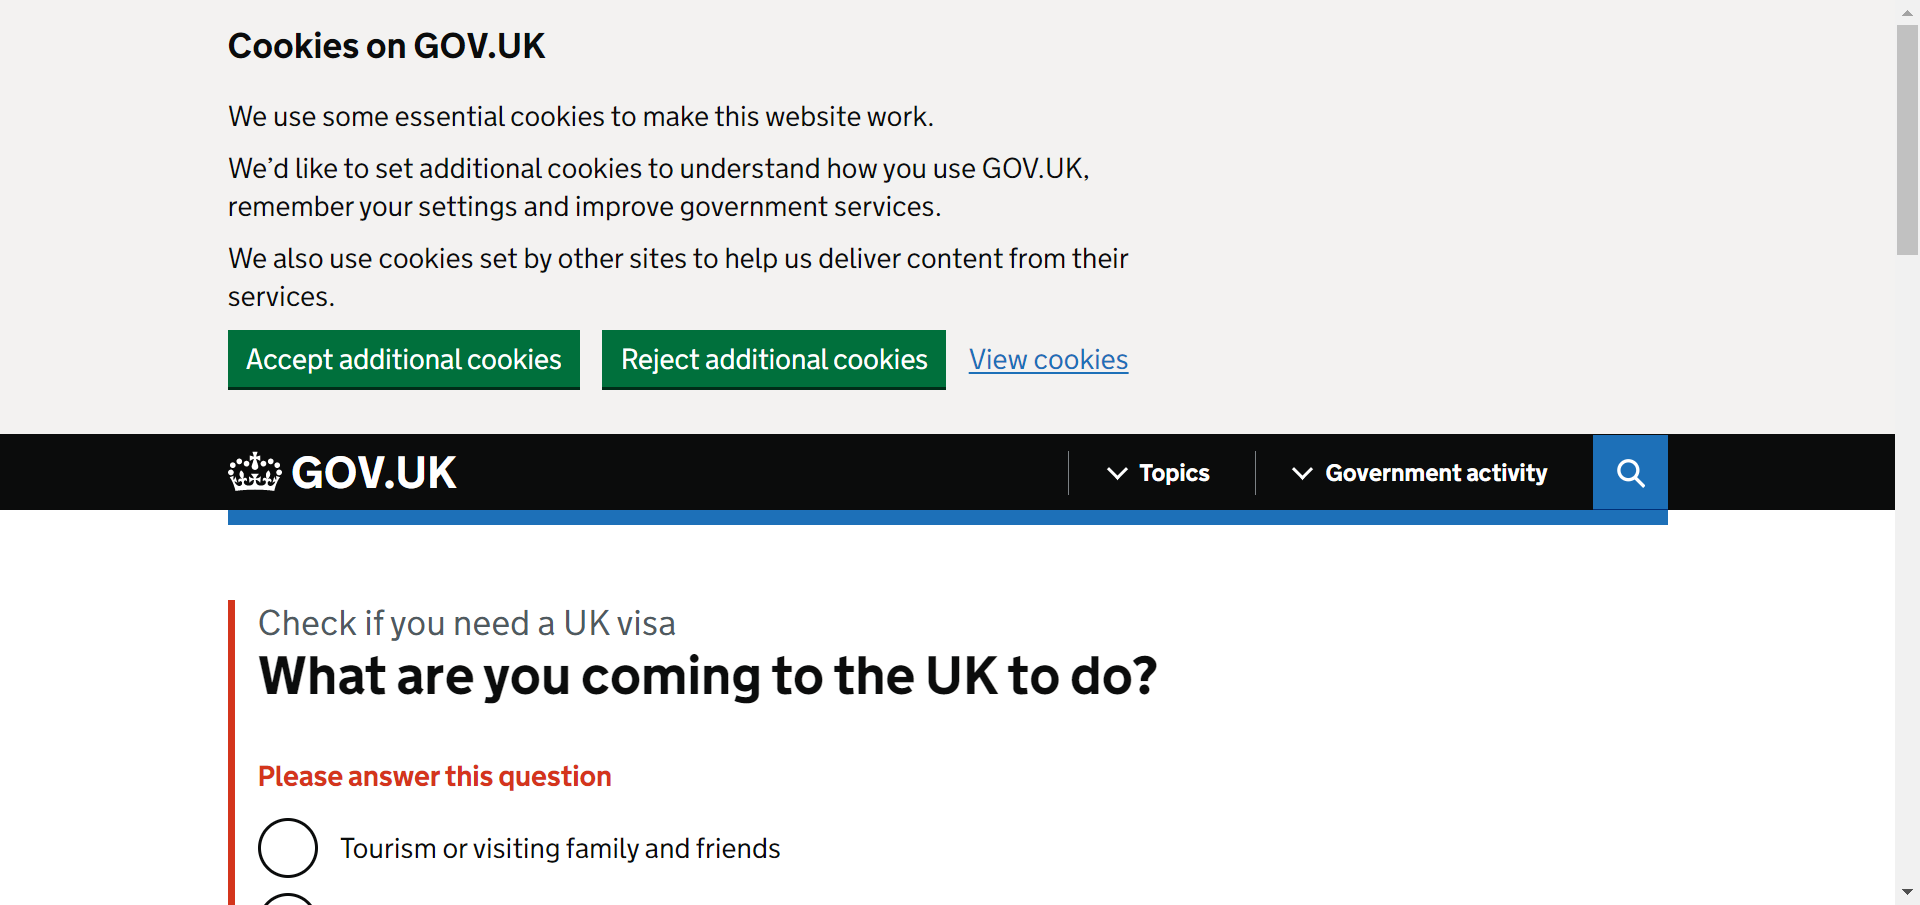 Cookies on GOV.UK
We use some essential cookies to make this website work.
We’d like to set additional cookies to understand how you use GOV.UK,
remember your settings and improve government services.
We also use cookies set by other sites to help us deliver content from their
services.
Accept additional cookies Reject additional cookies View cookies
GOV.UK Topics Government activity
Check if you need a UK visa
What are you coming to the UK to do?
Please answer this question
Tourism or visiting family and friends